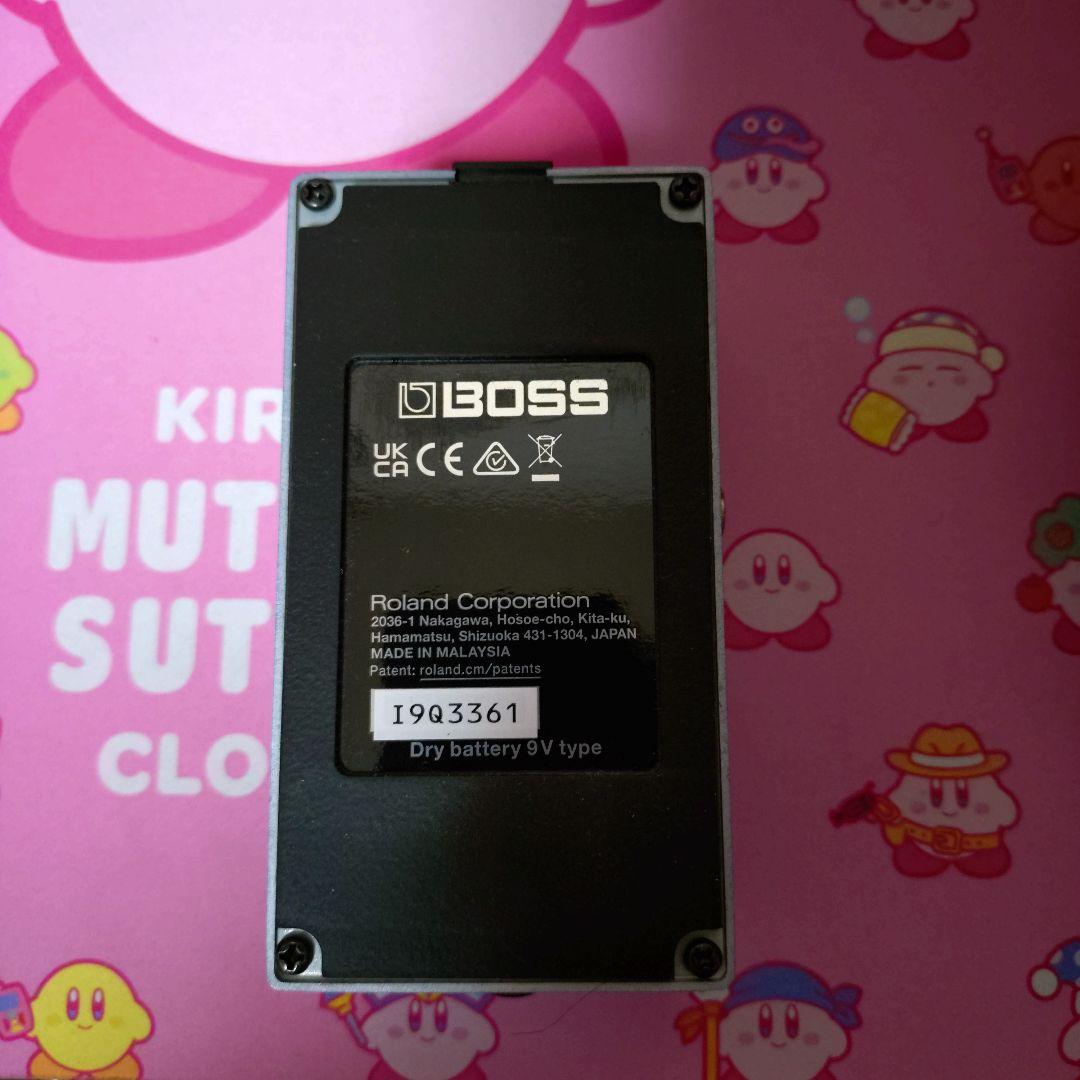 BOSS
UK
CA CE
Roland Corporation
2036-1 Nakagawa, Hosoe-cho, Kita-ku,
Hamamatsu, Shizuoka 431-1304, JAPAN
MADE IN MALAYSIA
Patent: roland.cm/patents
I9Q3361
Dry battery 9V type
KIR
MUT
SUT
CLO